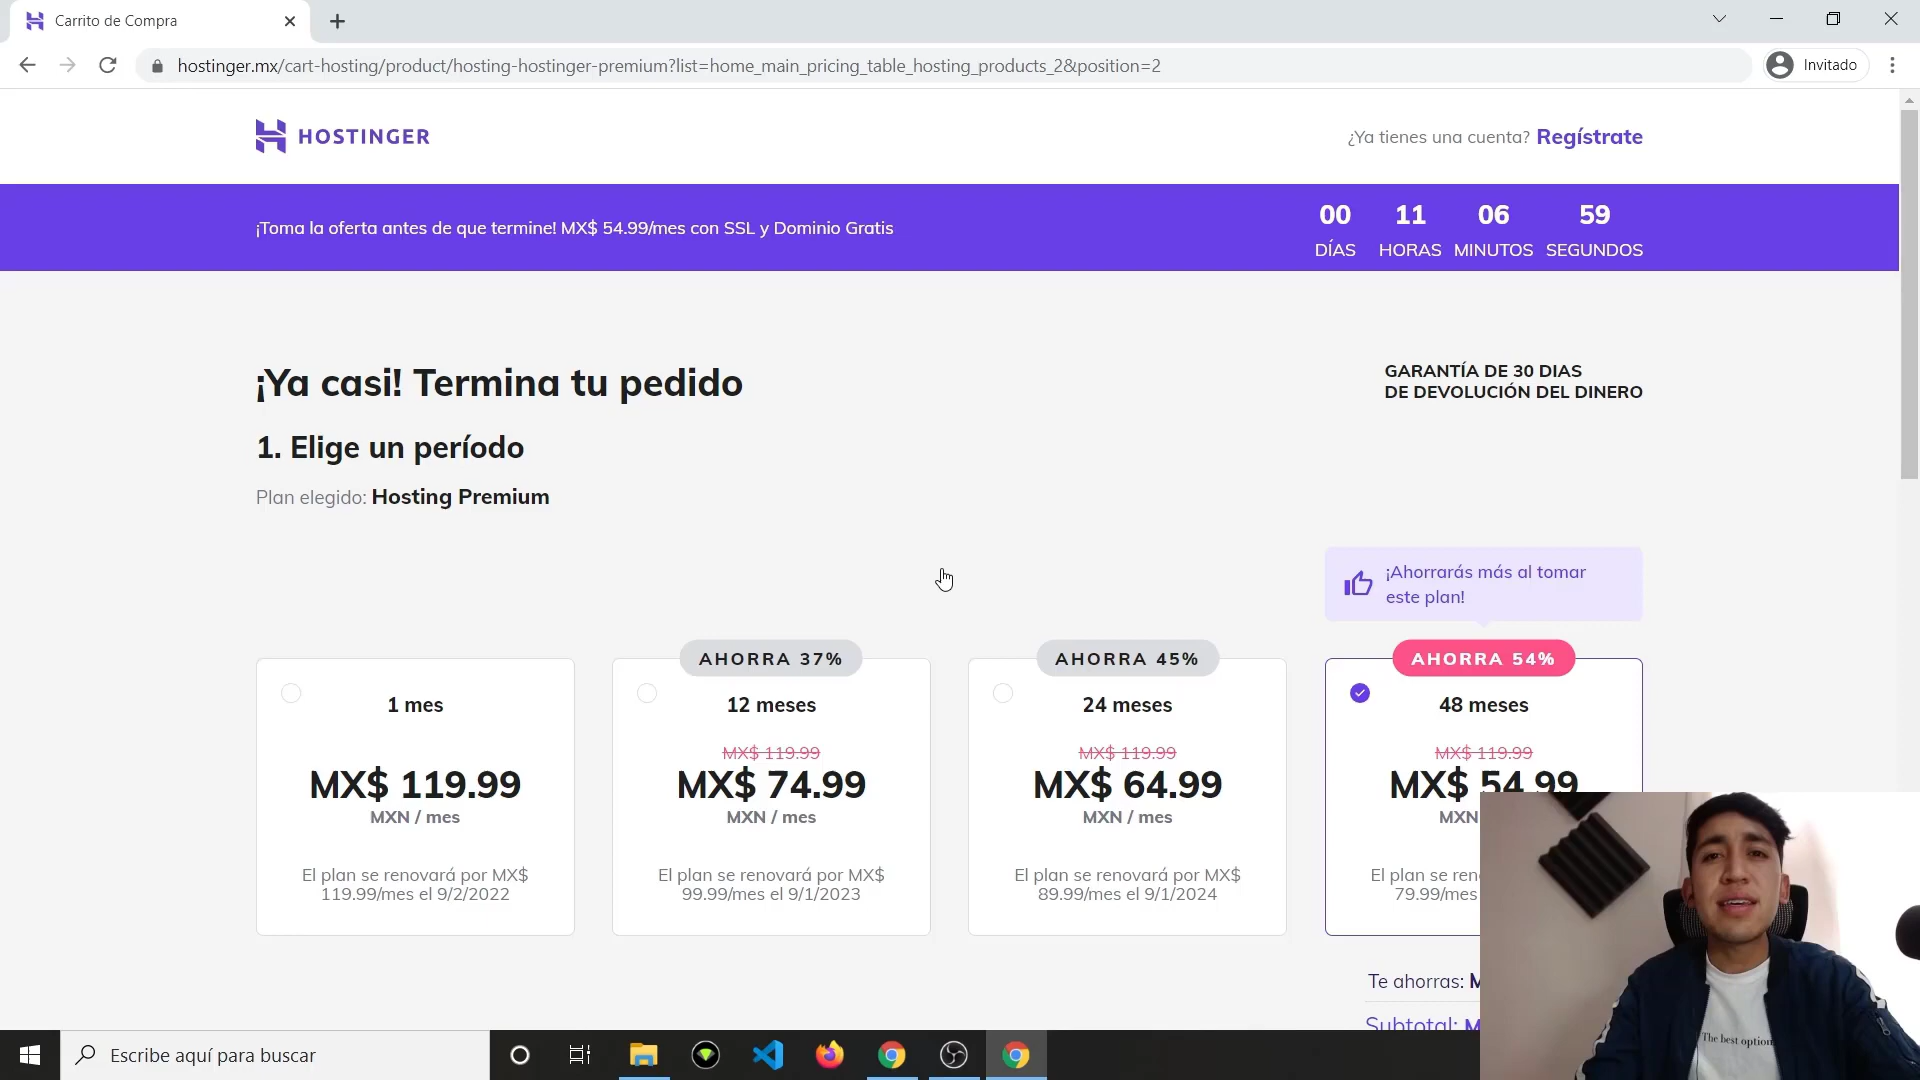 Carrito de Compra
hostinger.mx/cart-hosting/product/hosting-hostinger-premium?list=home_main_pricing_table_hosting_products_2&position=2
Invitado
HOSTINGER
¿Ya tienes una cuenta? Regístrate
¡Toma la oferta antes de que termine! MX$ 54.99/mes con SSL y Dominio Gratis
00 11 06 59
DÍAS HORAS MINUTOS SEGUNDOS
¡Ya casi! Termina tu pedido
GARANTÍA DE 30 DIAS
DE DEVOLUCIÓN DEL DINERO
1. Elige un período
Plan elegido: Hosting Premium
¡Ahorrarás más al tomar
este plan!
1 mes
MX$ 119.99
MXN / mes
El plan se renovará por MX$
119.99/mes el 9/2/2022
AHORRA 37%
12 meses
MX$ 119.99
MX$ 74.99
MXN / mes
El plan se renovará por MX$
99.99/mes el 9/1/2023
AHORRA 45%
24 meses
MX$ 119.99
MX$ 64.99
MXN / mes
El plan se renovará por MX$
89.99/mes el 9/1/2024
AHORRA 54%
48 meses
MX$ 119.99
MX$ 54.99
MXN
El plan se
79.99/mes
Te ahorras:
Subtotal:
The best option
Escribe aquí para buscar